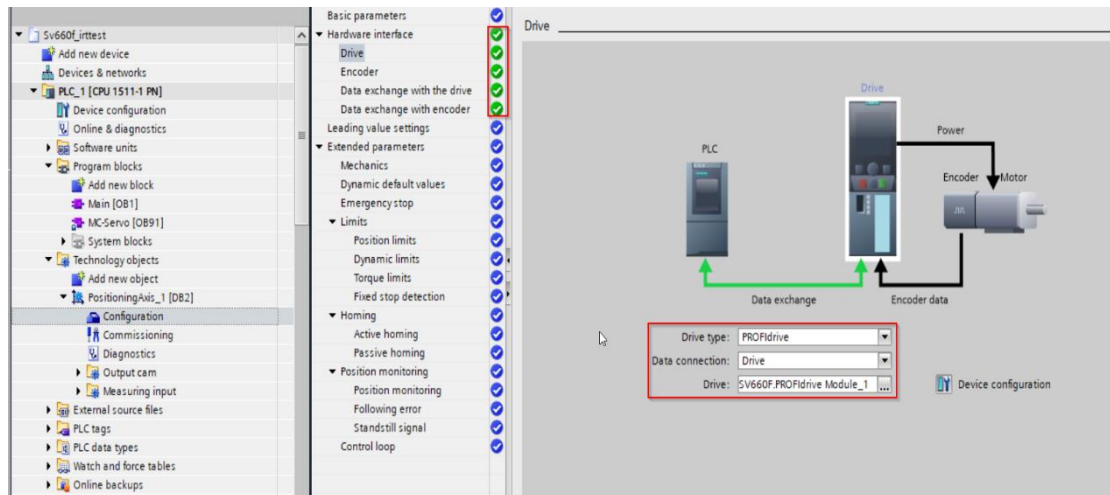 Sv660f_irttest
Add new device
Devices & networks
PLC_1 [CPU 1511-1 PN]
Device configuration
Online & diagnostics
Software units
Program blocks
Add new block
Main [OB1]
MC-Servo [OB91]
System blocks
Technology objects
Add new object
PositioningAxis_1 [DB2]
Configuration
Commissioning
Diagnostics
Output cam
Measuring input
External source files
PLC tags
PLC data types
Watch and force tables
Online backups
Basic parameters
Hardware interface
Drive
Encoder
Data exchange with the drive
Data exchange with encoder
Leading value settings
Extended parameters
Mechanics
Dynamic default values
Emergency stop
Limits
Position limits
Dynamic limits
Torque limits
Fixed stop detection
Homing
Active homing
Passive homing
Position monitoring
Position monitoring
Following error
Standstill signal
Control loop
Drive
Drive
PLC
Power
Encoder
Motor
Data exchange
Encoder data
Drive type: PROFIdrive
Data connection: Drive
Drive: SV660F.PROFIdrive Module_1 ...
Device configuration